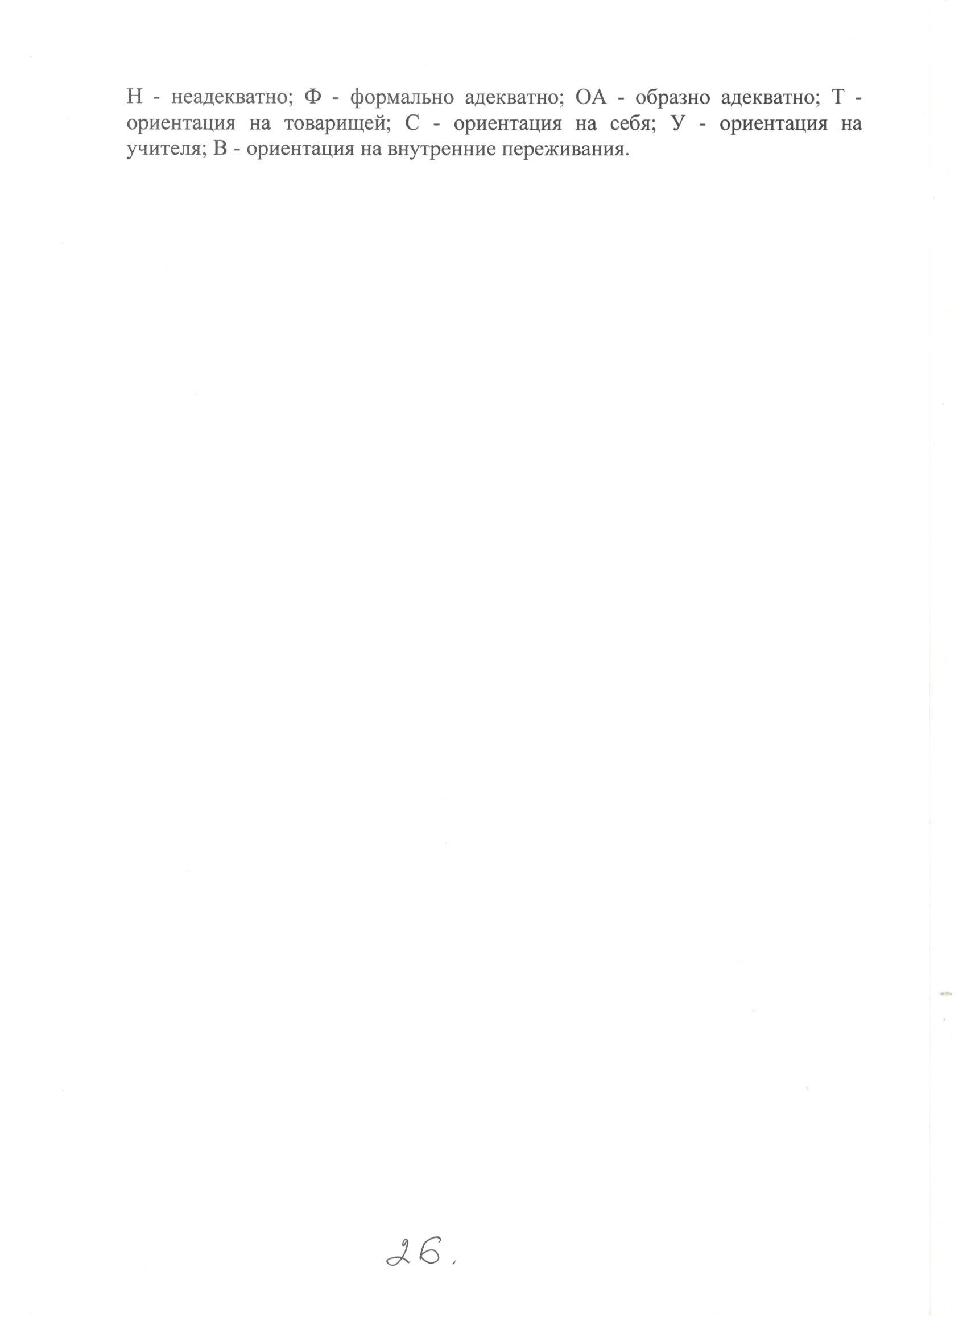 Н - неадекватно; Ф - формально адекватно; ОА - образно адекватно; Т -
ориентация на товарищей; С - ориентация на себя; У - ориентация на
учителя; В - ориентация на внутренние переживания.
26.